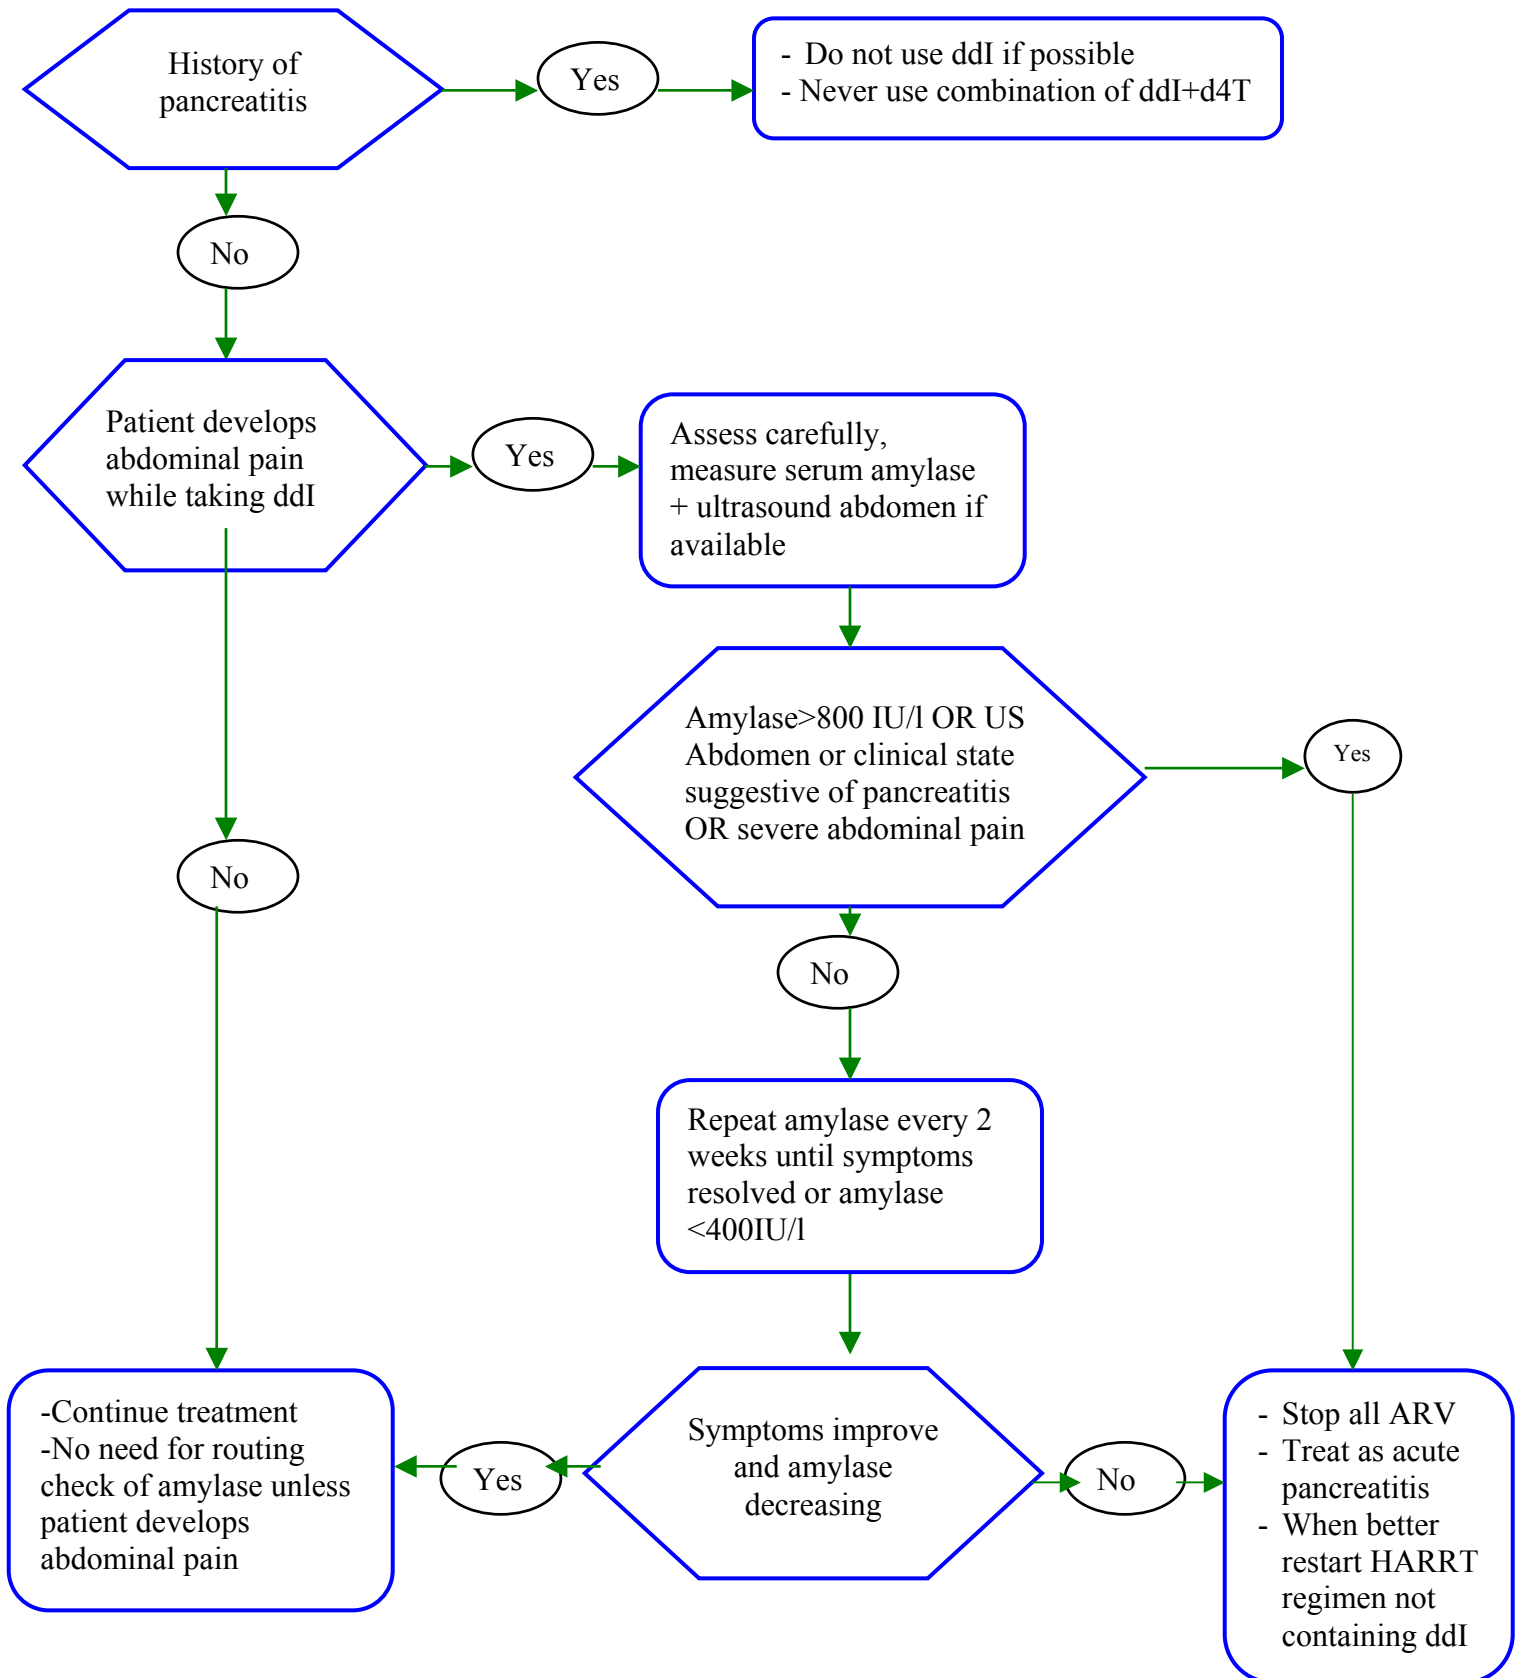 History of
pancreatitis
Yes
- Do not use ddI if possible
- Never use combination of ddI+d4T
No
Patient develops
abdominal pain
while taking ddI
Yes
Assess carefully,
measure serum amylase
+ ultrasound abdomen if
available
Amylase>800 IU/l OR US
Abdomen or clinical state
suggestive of pancreatitis
OR severe abdominal pain
Yes
No
No
Repeat amylase every 2
weeks until symptoms
resolved or amylase
<400IU/l
-Continue treatment
-No need for routing
check of amylase unless
patient develops
abdominal pain
Yes
Symptoms improve
and amylase
decreasing
No
- Stop all ARV
- Treat as acute
pancreatitis
- When better
restart HARRT
regimen not
containing ddI